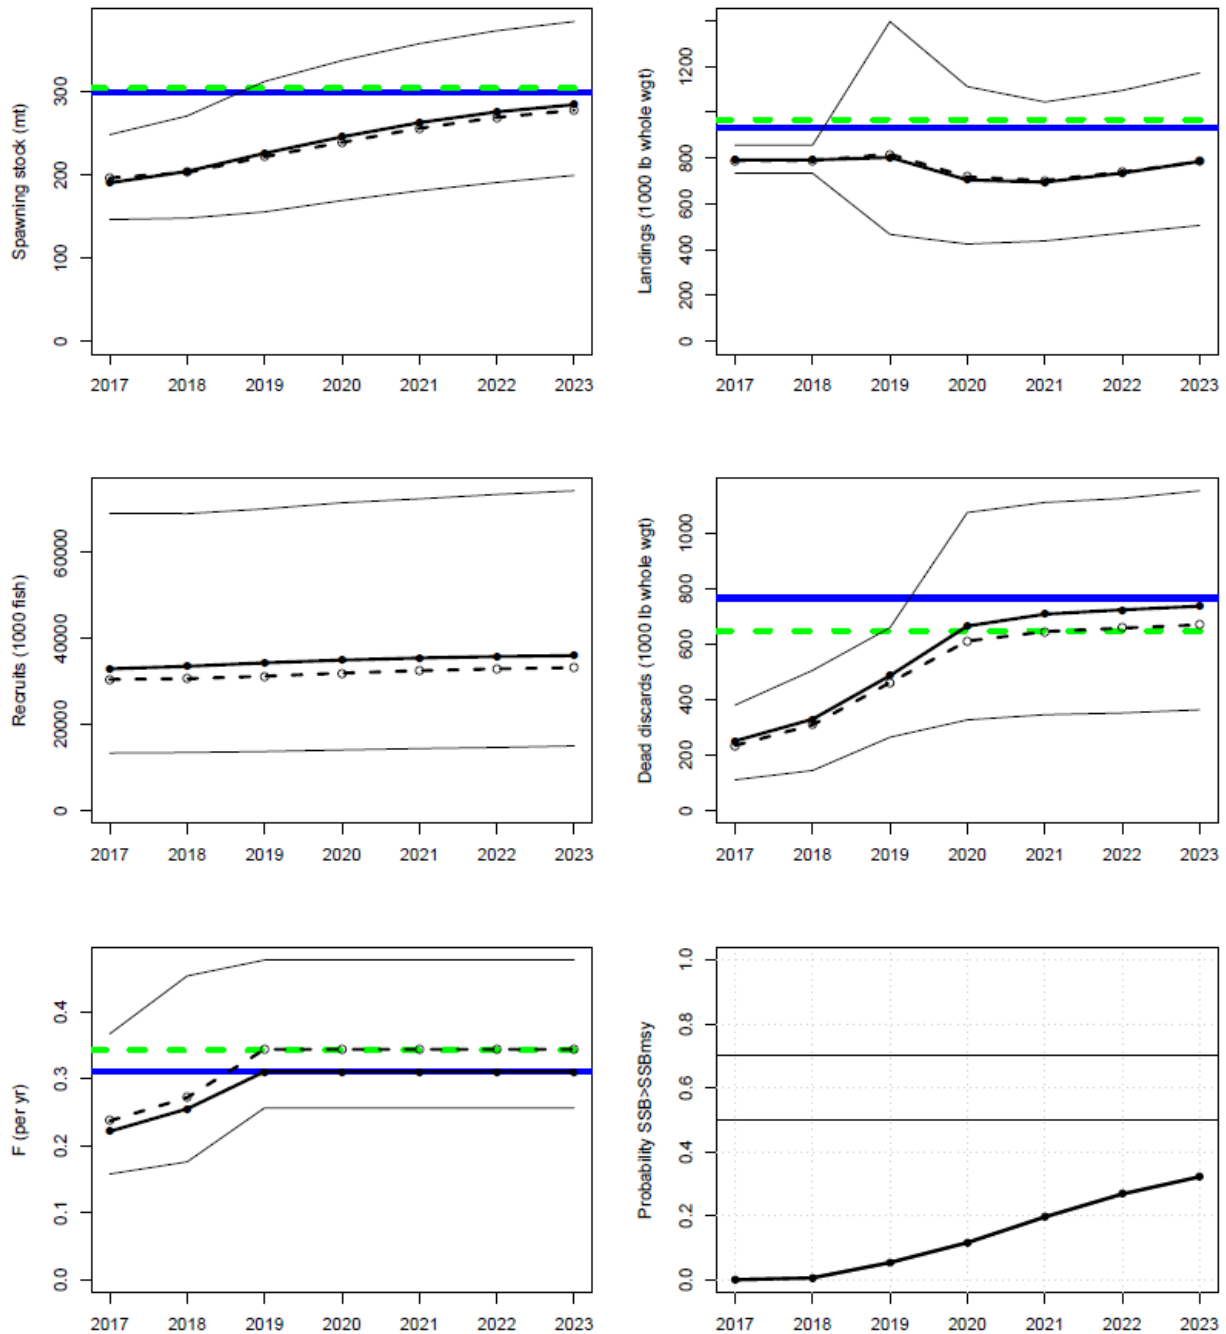 Spawning stock (mt)
300
200
100
0
2017 2018 2019 2020 2021 2022 2023
Landings (1000 lb whole wgt)
1200
800
600
400
200
0
2017 2018 2019 2020 2021 2022 2023
Recruits (1000 fish)
60000
40000
20000
0
2017 2018 2019 2020 2021 2022 2023
Dead discards (1000 lb whole wgt)
1000
800
600
400
200
0
2017 2018 2019 2020 2021 2022 2023
F (per yr)
0.4
0.3
0.2
0.1
0.0
2017 2018 2019 2020 2021 2022 2023
Probability SSB>SSBmsy
1.0
0.8
0.6
0.4
0.2
0.0
2017 2018 2019 2020 2021 2022 2023